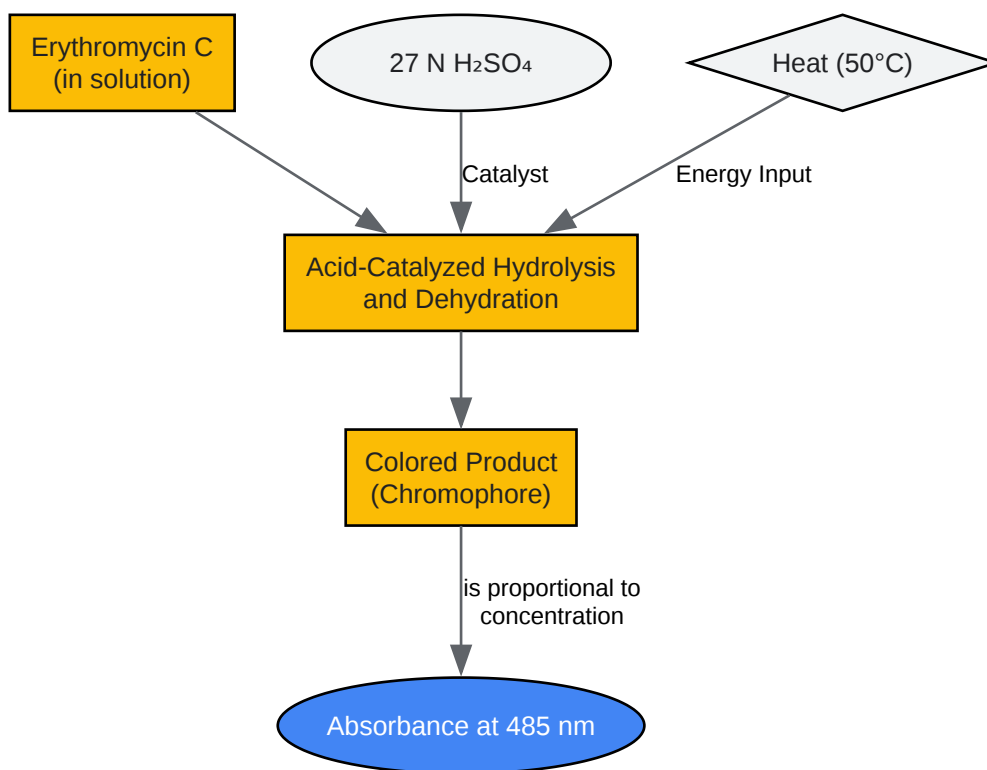 Erythromycin C
(in solution)
27 N H₂SO₄
Heat (50°C)
Catalyst
Energy Input
Acid-Catalyzed Hydrolysis
and Dehydration
Colored Product
(Chromophore)
is proportional to
concentration
Absorbance at 485 nm